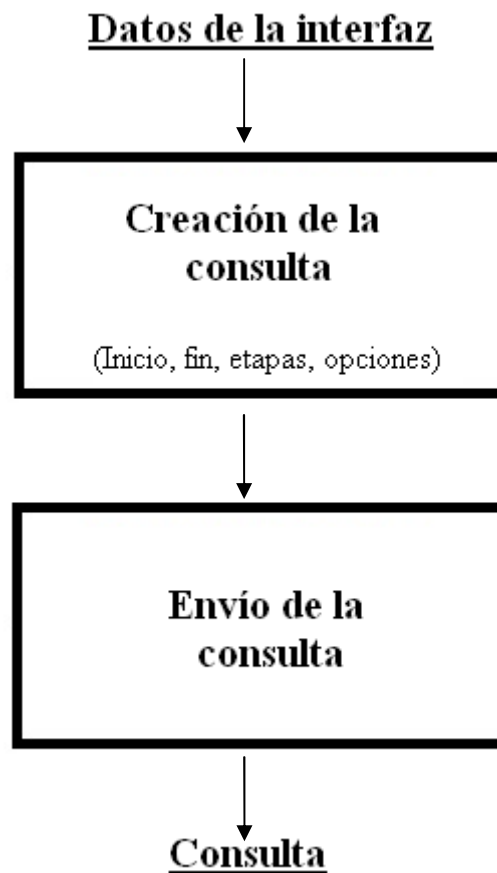 Datos de la interfaz
Creación de la
consulta
(Inicio, fin, etapas, opciones)
Envío de la
consulta
Consulta